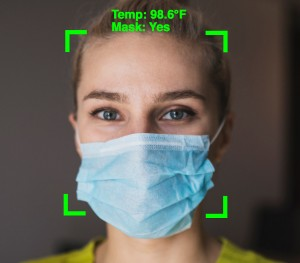 Temp: 98.6°F
Mask: Yes